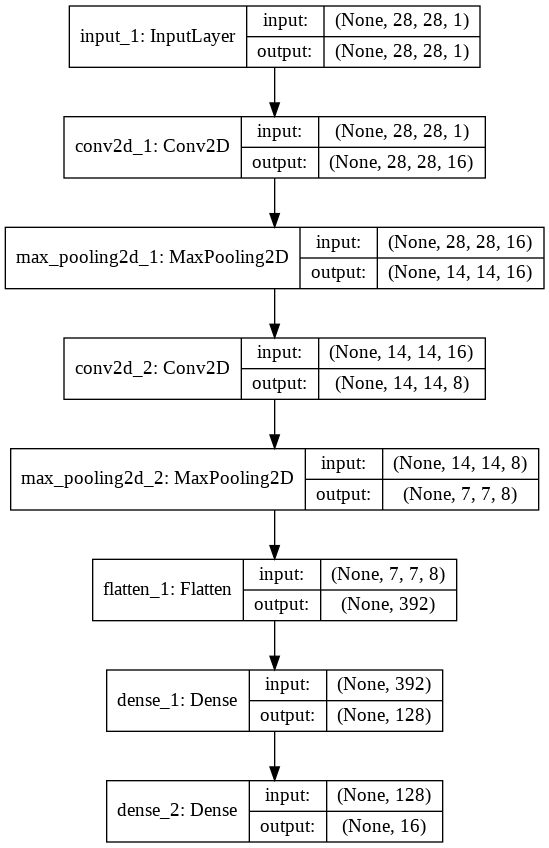 input_1: InputLayer
input:
(None, 28, 28, 1)
output:
(None, 28, 28, 1)
conv2d_1: Conv2D
input:
(None, 28, 28, 1)
output:
(None, 28, 28, 16)
max_pooling2d_1: MaxPooling2D
input:
(None, 28, 28, 16)
output:
(None, 14, 14, 16)
conv2d_2: Conv2D
input:
(None, 14, 14, 16)
output:
(None, 14, 14, 8)
max_pooling2d_2: MaxPooling2D
input:
(None, 14, 14, 8)
output:
(None, 7, 7, 8)
flatten_1: Flatten
input:
(None, 7, 7, 8)
output:
(None, 392)
dense_1: Dense
input:
(None, 392)
output:
(None, 128)
dense_2: Dense
input:
(None, 128)
output:
(None, 16)